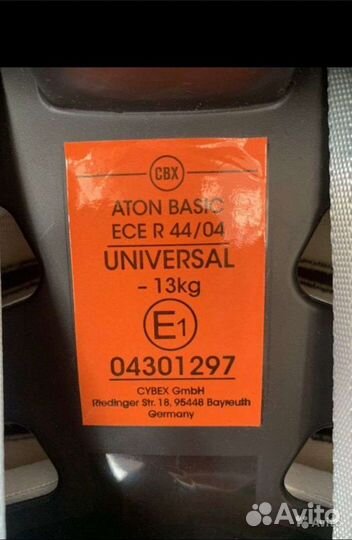 CBX
ATON BASIC
ECE R 44/04
UNIVERSAL
- 13kg
E1
04301297
CYBEX GmbH
Riedinger Str. 18, 95448 Bayreuth
Germany
Avito